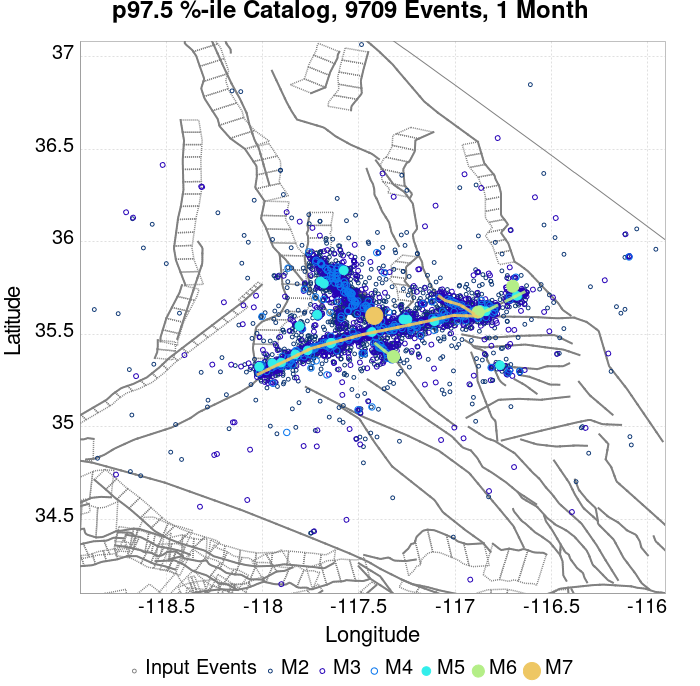 p97.5 %-ile Catalog, 9709 Events, 1 Month
37
36.5
36
35.5
35
34.5
Latitude
-118.5 -118 -117.5 -117 -116.5 -116
Longitude
Input Events M2 M3 M4 M5 M6 M7